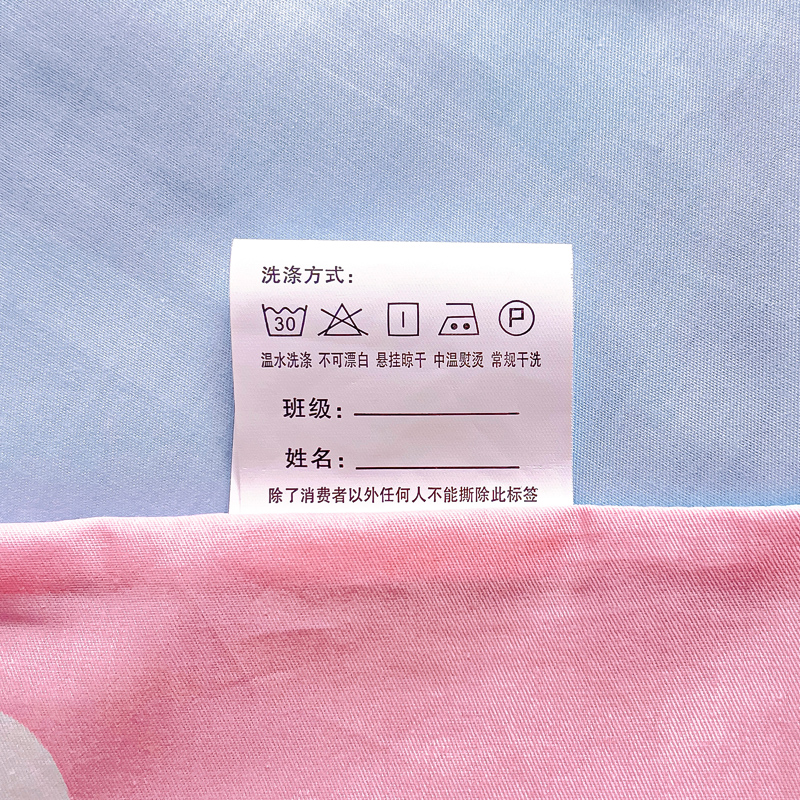 洗涤方式：
30 P
温水洗涤 不可漂白 悬挂晾干 中温熨烫 常规干洗
班级：
姓名：
除了消费者以外任何人不能撕除此标签